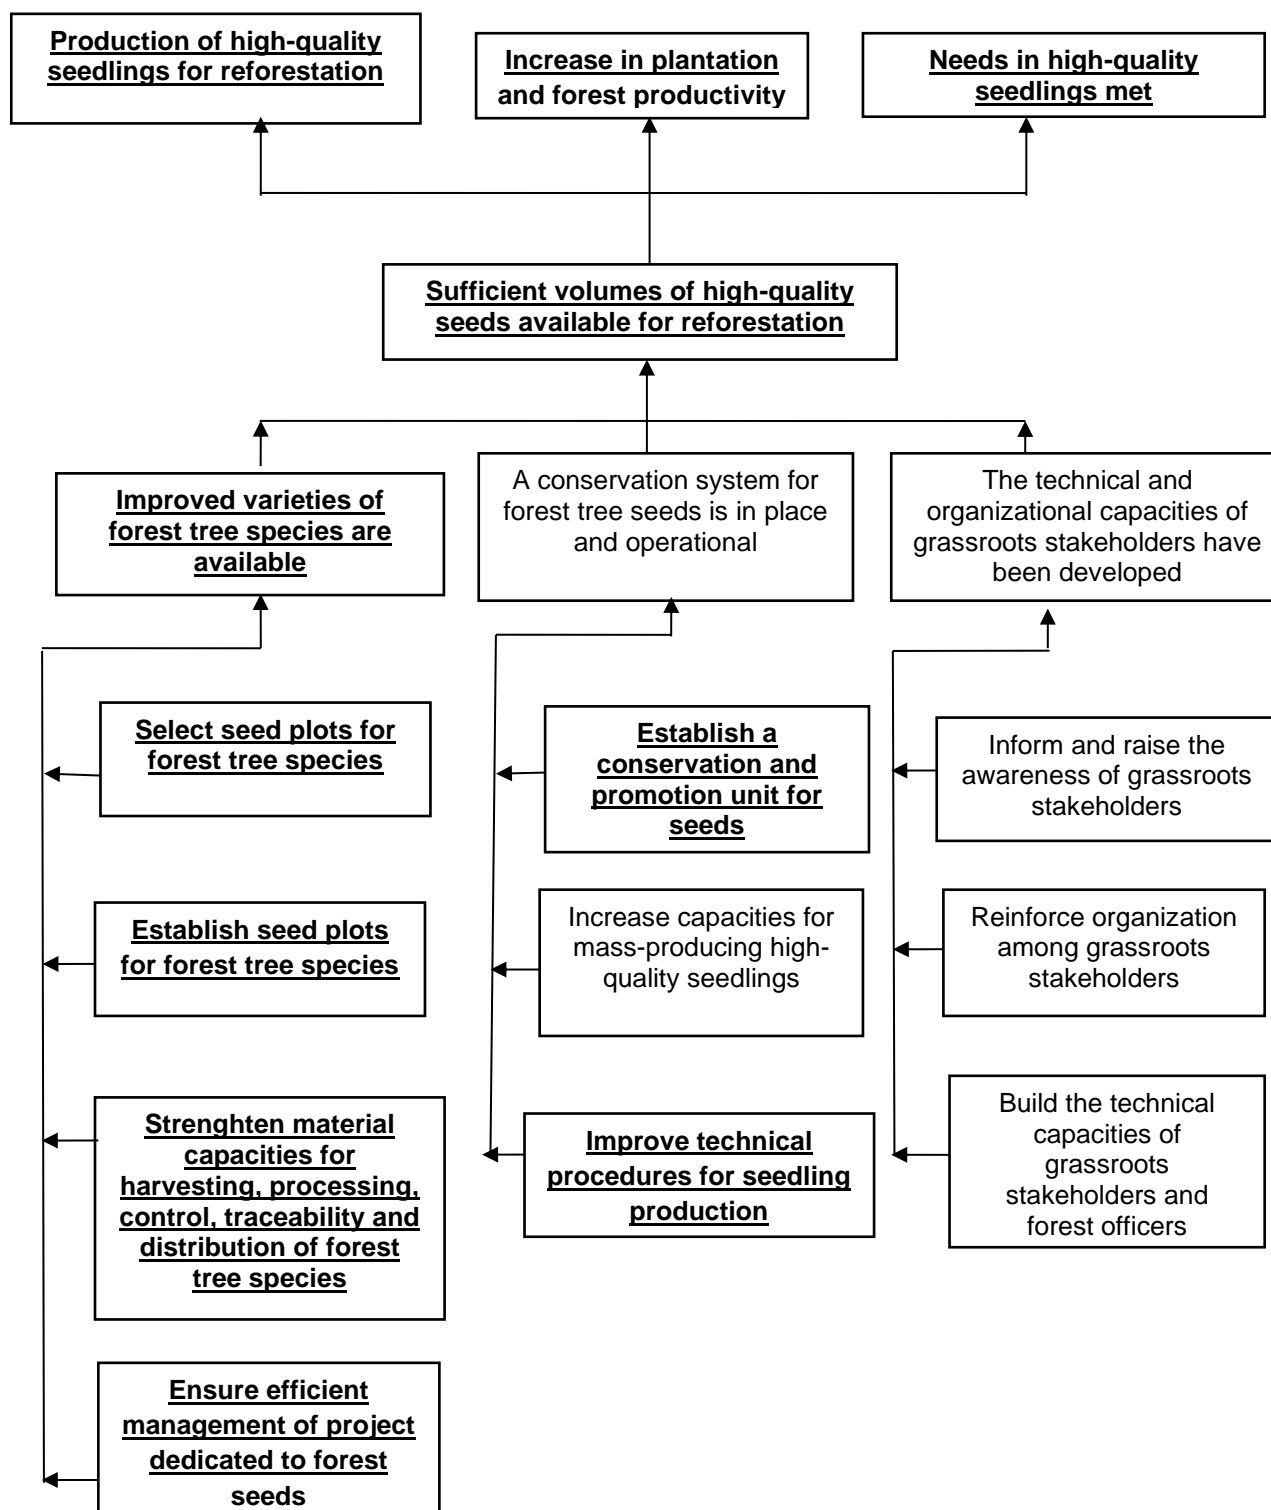 Production of high-quality
seedlings for reforestation
Increase in plantation
and forest productivity
Needs in high-quality
seedlings met
Sufficient volumes of high-quality
seeds available for reforestation
Improved varieties of
forest tree species are
available
A conservation system for
forest tree seeds is in place
and operational
The technical and
organizational capacities of
grassroots stakeholders have
been developed
Select seed plots for
forest tree species
Establish a
conservation and
promotion unit for
seeds
Inform and raise the
awareness of grassroots
stakeholders
Establish seed plots
for forest tree species
Increase capacities for
mass-producing high-
quality seedlings
Reinforce organization
among grassroots
stakeholders
Strenghten material
capacities for
harvesting, processing,
control, traceability and
distribution of forest
tree species
Improve technical
procedures for seedling
production
Build the technical
capacities of
grassroots
stakeholders and
forest officers
Ensure efficient
management of project
dedicated to forest
seeds